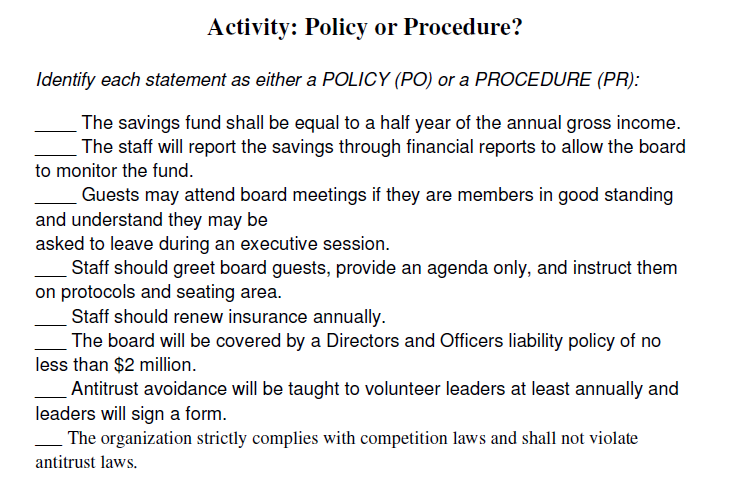 Activity: Policy or Procedure?
Identify each statement as either a POLICY (PO) or a PROCEDURE (PR):
____ The savings fund shall be equal to a half year of the annual gross income.
____ The staff will report the savings through financial reports to allow the board
to monitor the fund.
____ Guests may attend board meetings if they are members in good standing
and understand they may be
asked to leave during an executive session.
___ Staff should greet board guests, provide an agenda only, and instruct them
on protocols and seating area.
___ Staff should renew insurance annually.
___ The board will be covered by a Directors and Officers liability policy of no
less than $2 million.
___ Antitrust avoidance will be taught to volunteer leaders at least annually and
leaders will sign a form.
___ The organization strictly complies with competition laws and shall not violate
antitrust laws.